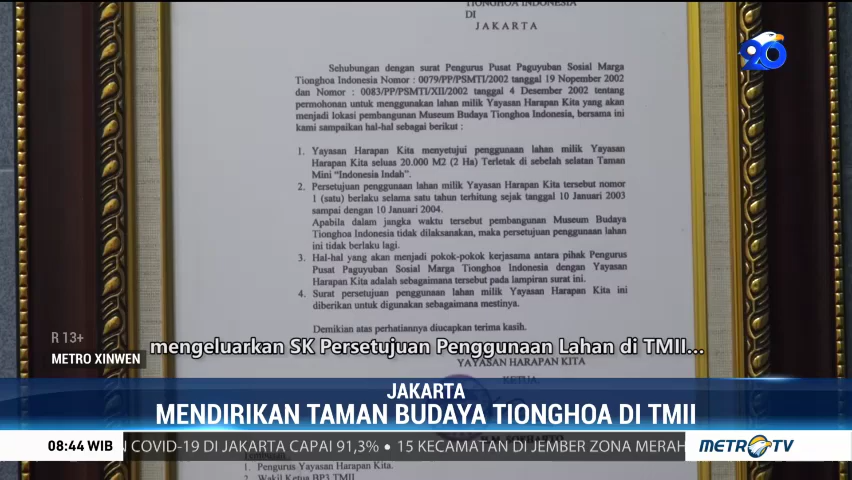 TIONGHOA INDONESIA
DI
JAKARTA
20
Sehubungan dengan surat Pengurus Pusat Paguyuban Sosial Marga
Tionghoa Indonesia Nomor : 0079/PP/PSMTI/2002 tanggal 19 Nopember 2002
dan Nomor : 0083/PP/PSMTI/XII/2002 tanggal 4 Desember 2002 tentang
permohonan untuk menggunakan lahan milik Yayasan Harapan Kita yang akan
menjadi lokasi pembangunan Museum Budaya Tionghoa Indonesia, bersama ini
kami sampaikan hal-hal sebagai berikut :
1. Yayasan Harapan Kita menyetujui penggunaan lahan milik Yayasan
Harapan Kita seluas 20.000 M2 (2 Ha) Terletak di sebelah selatan Taman
Mini “Indonesia Indah”.
2. Persetujuan penggunaan lahan milik Yayasan Harapan Kita tersebut nomor
1 (satu) berlaku selama satu tahun terhitung sejak tanggal 10 Januari 2003
sampai dengan 10 Januari 2004.
Apabila dalam jangka waktu tersebut pembangunan Museum Budaya
Tionghoa Indonesia tidak dilaksanakan, maka persetujuan penggunaan lahan
ini tidak berlaku lagi.
3. Hal-hal yang akan menjadi pokok-pokok kerjasama antara pihak Pengurus
Pusat Paguyuban Sosial Marga Tionghoa Indonesia dengan Yayasan
Harapan Kita adalah sebagaimana tersebut pada lampiran surat ini.
4. Surat persetujuan penggunaan lahan milik Yayasan Harapan Kita ini
diberikan untuk digunakan sebagaimana mestinya.
Demikian atas perhatiannya diucapkan terima kasih.
R 13+
mengeluarkan SK Persetujuan Penggunaan Lahan di TMII...
METRO XINWEN
YAYASAN HARAPAN KITA
KETUA,
JAKARTA
MENDIRIKAN TAMAN BUDAYA TIONGHOA DI TMII
08:44 WIB
N COVID-19 DI JAKARTA CAPAI 91,3% • 15 KECAMATAN DI JEMBER ZONA MERAH
METRO TV
1. Pengurus Yayasan Harapan Kita.
2. Wakil Ketua BP3 TMII